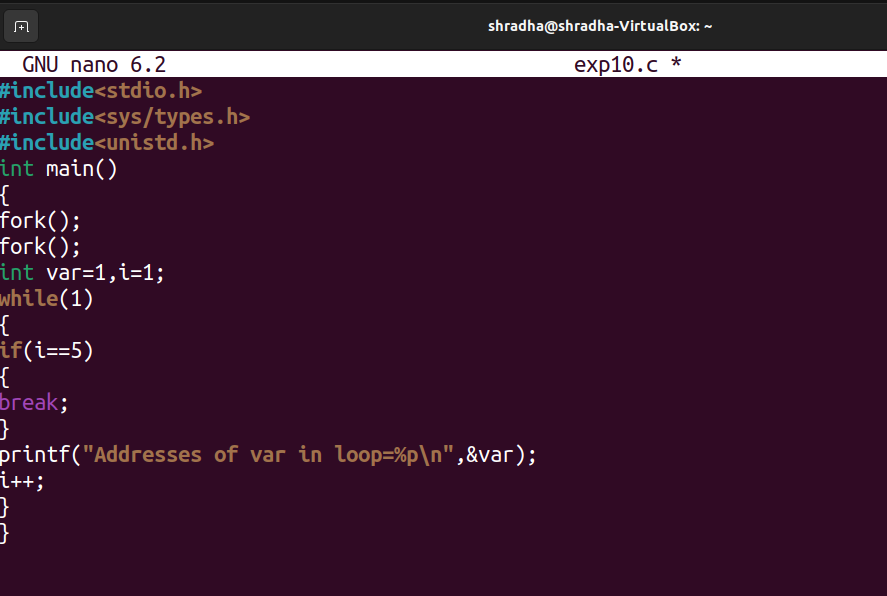 shradha@shradha-VirtualBox: ~
GNU nano 6.2 exp10.c *
#include<stdio.h>
#include<sys/types.h>
#include<unistd.h>
int main()
{
fork();
fork();
int var=1,i=1;
while(1)
{
if(i==5)
{
break;
}
printf("Addresses of var in loop=%p\n",&var);
i++;
}
}